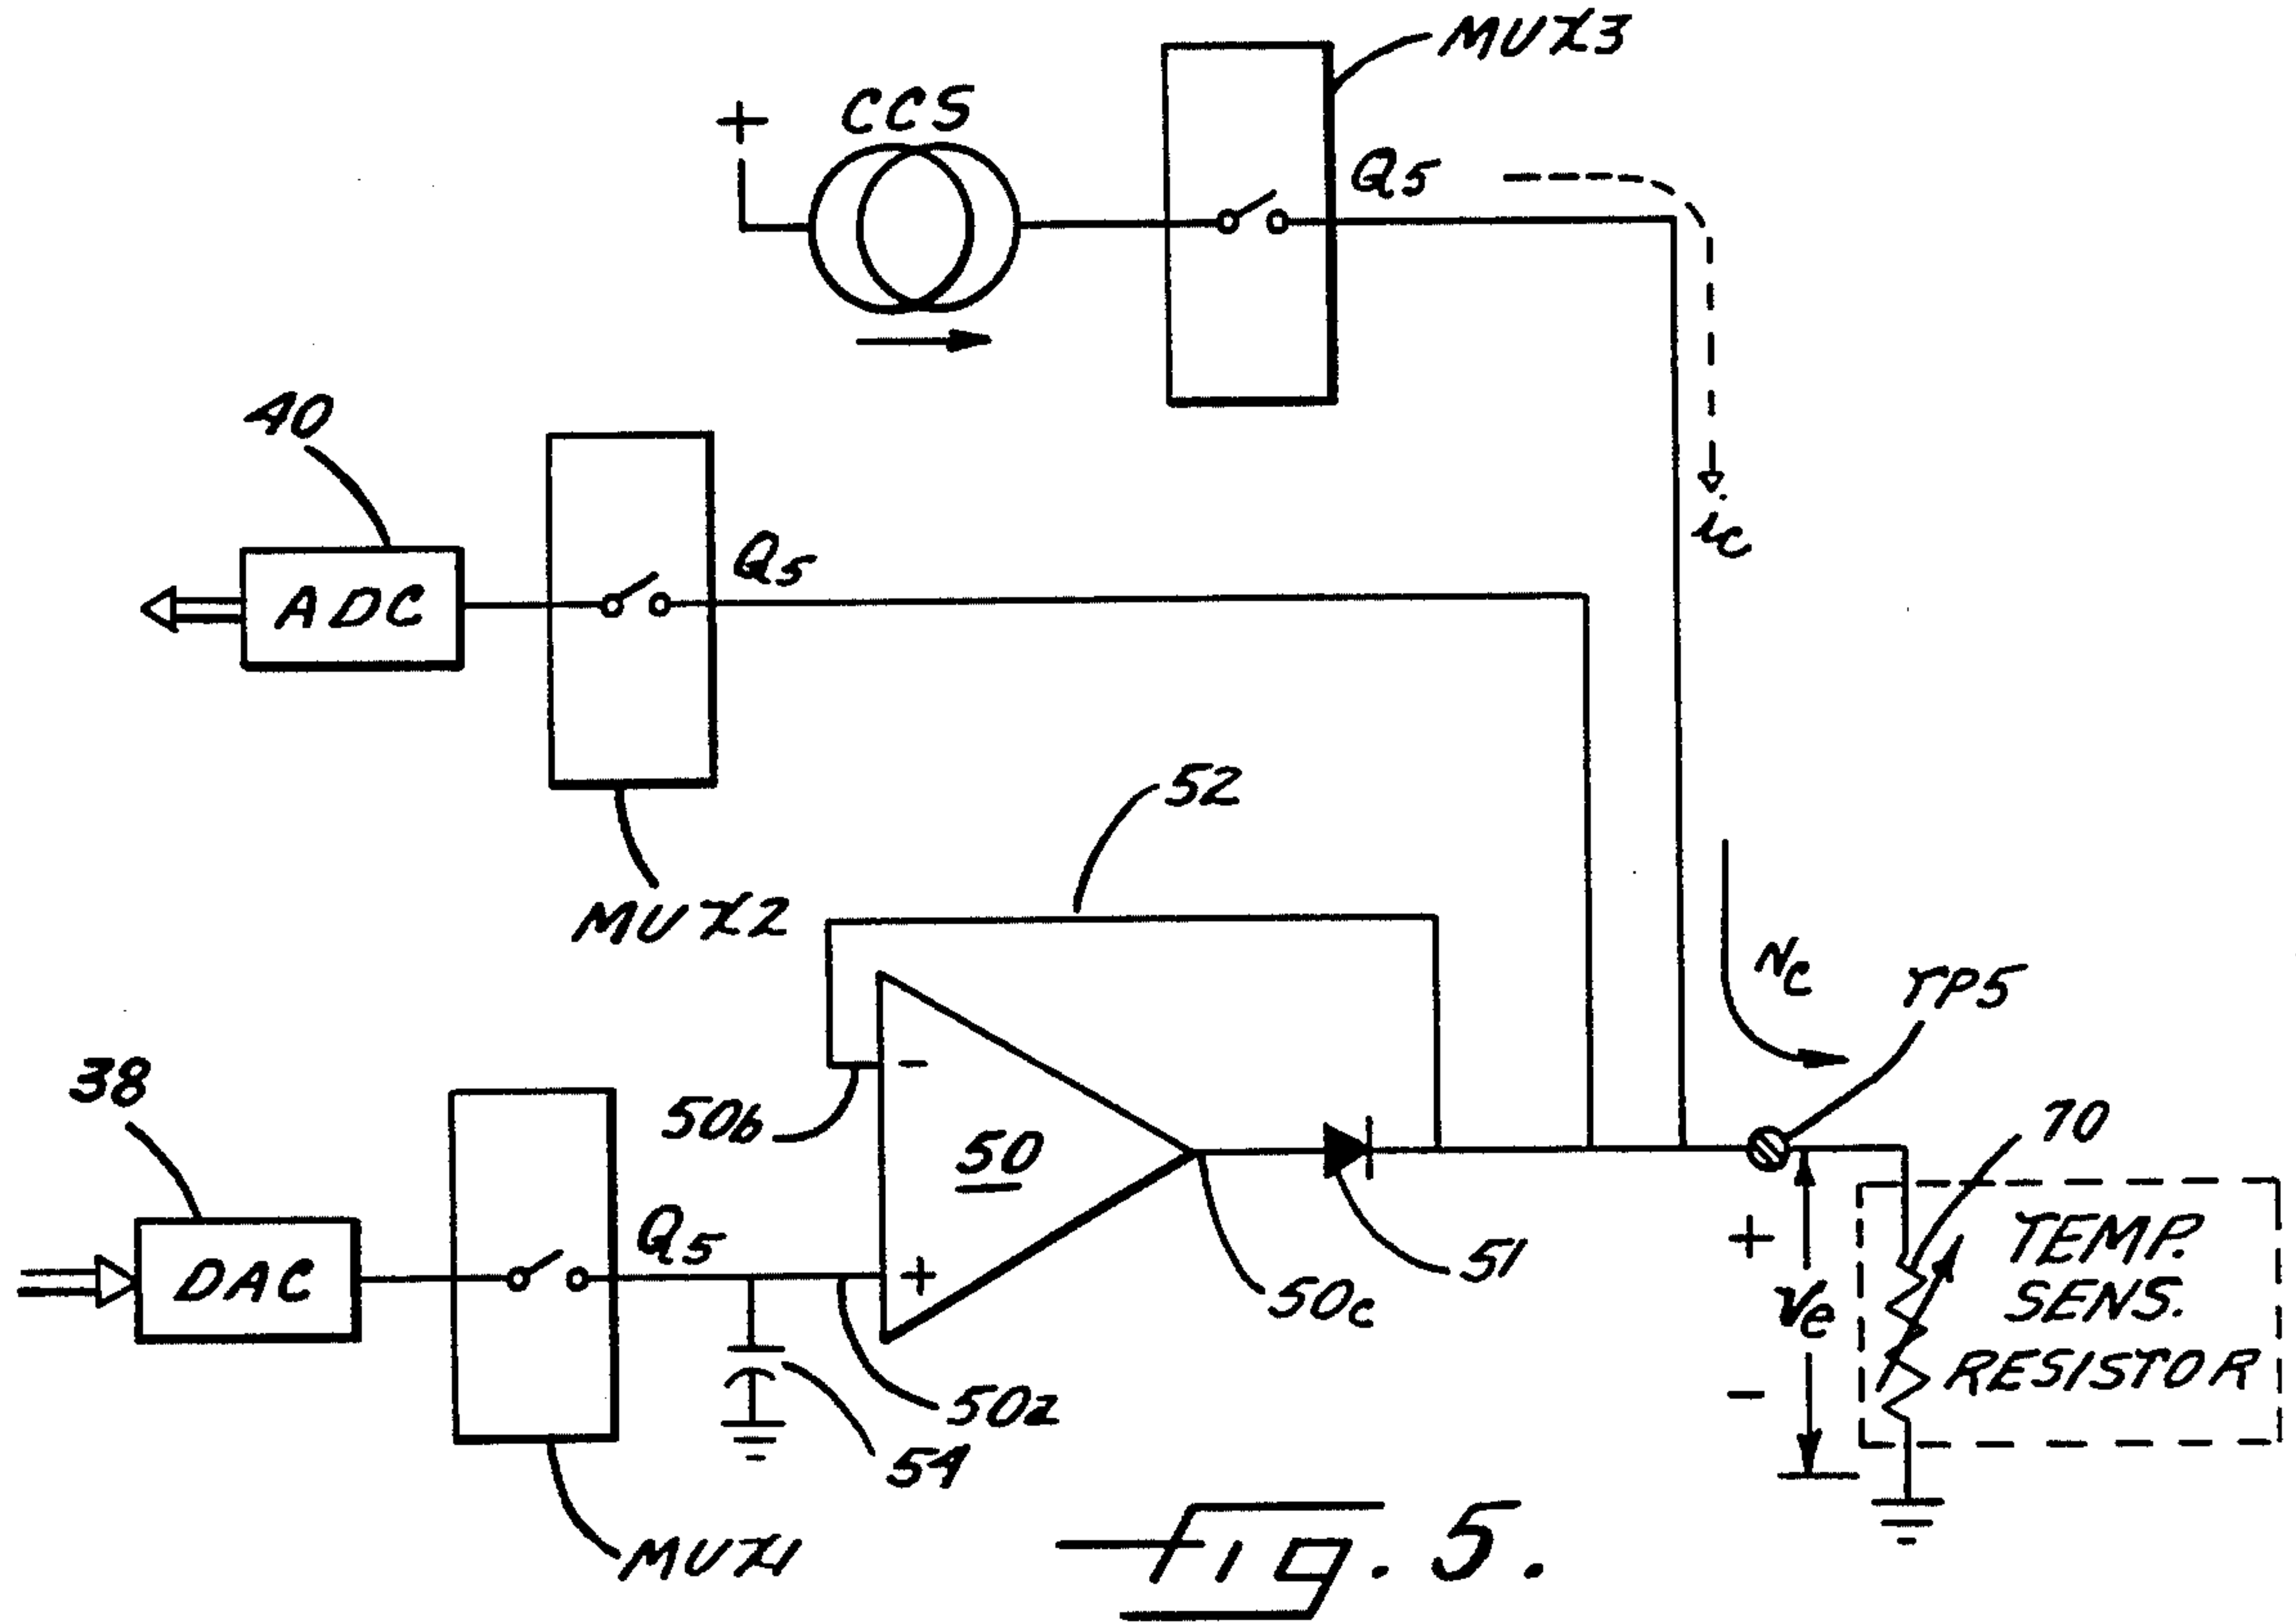 MUX3
CCS
+
Q5
ic
40
ADC
Q5
MUX2
52
Nc
TP5
38
50b
-
50
70
DAC
Q5
+
50a
54
50c
51
+
Ve
-
TEMP.
SENS.
RESISTOR
MUX1
Fig. 5.